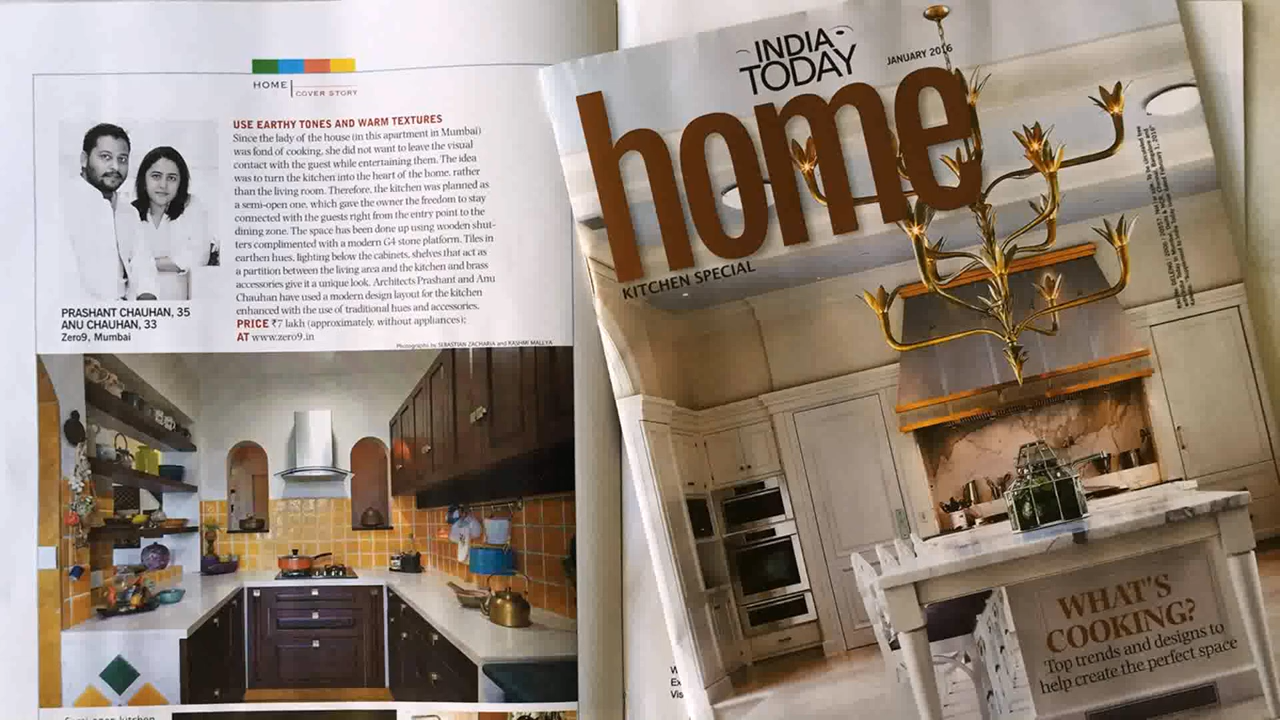 HOME
COVER STORY
USE EARTHY TONES AND WARM TEXTURES
Since the lady of the house (in this apartment in Mumbai)
was fond of cooking, she did not want to leave the visual
contact with the guest while entertaining them. The idea
was to turn the kitchen into the heart of the home, rather
than the living room. Therefore, the kitchen was planned as
a semi-open one, which gave the owner the freedom to stay
connected with the guests right from the entry point to the
dining zone. The space has been done up using wooden shut-
ters complimented with a modern G4 stone platform. Tiles in
earthen hues, lighting below the cabinets, shelves that act as
a partition between the living area and the kitchen and brass
accessories give it a unique look. Architects Prashant and Anu
Chauhan have used a modern design layout for the kitchen
enhanced with the use of traditional hues and accessories.
PRICE ₹7 lakh (approximately, without appliances);
AT www.zero9.in
PRASHANT CHAUHAN, 35
ANU CHAUHAN, 33
Zero9, Mumbai
Photographs by SEBASTIAN ZACHARIA and RASHMI MALLYA
INDIA
TODAY
JANUARY 2016
home
KITCHEN SPECIAL
WHAT'S
COOKING?
Top trends and designs to
help create the perfect space